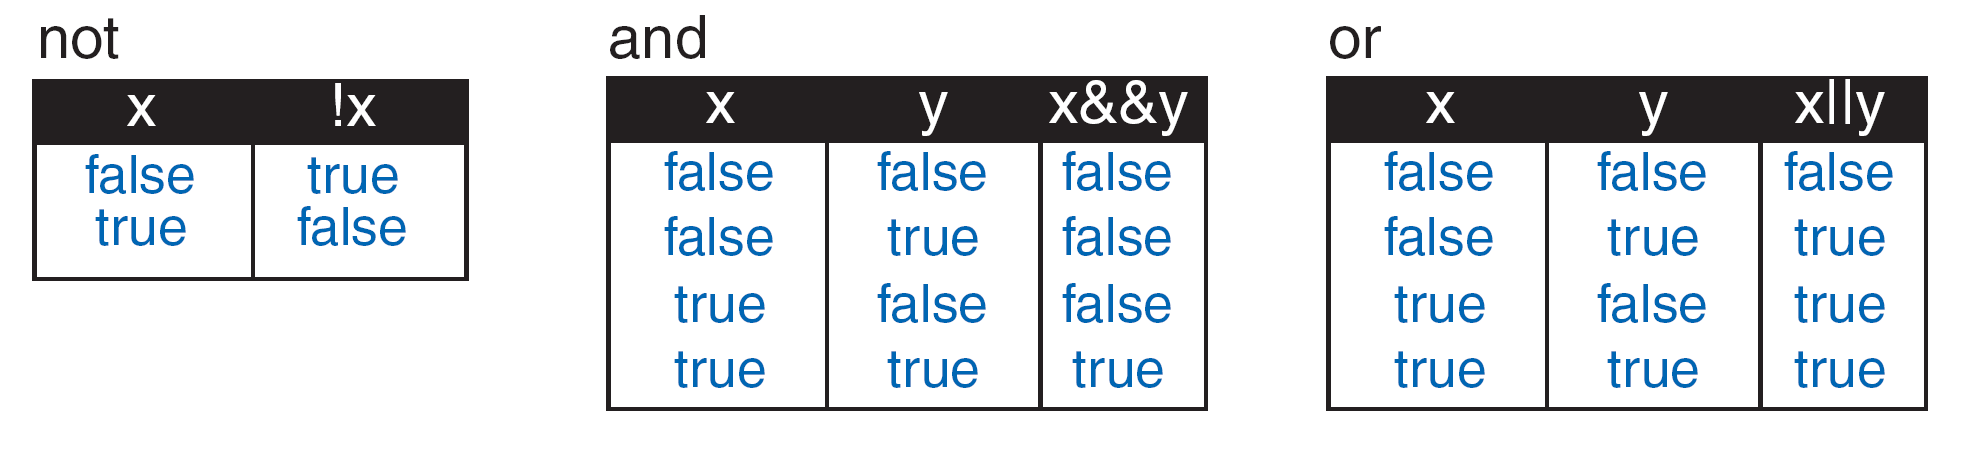 not
x !x
false true
true false
and
x y x&&y
false false false
false true false
true false false
true true true
or
x y x||y
false false false
false true true
true false true
true true true